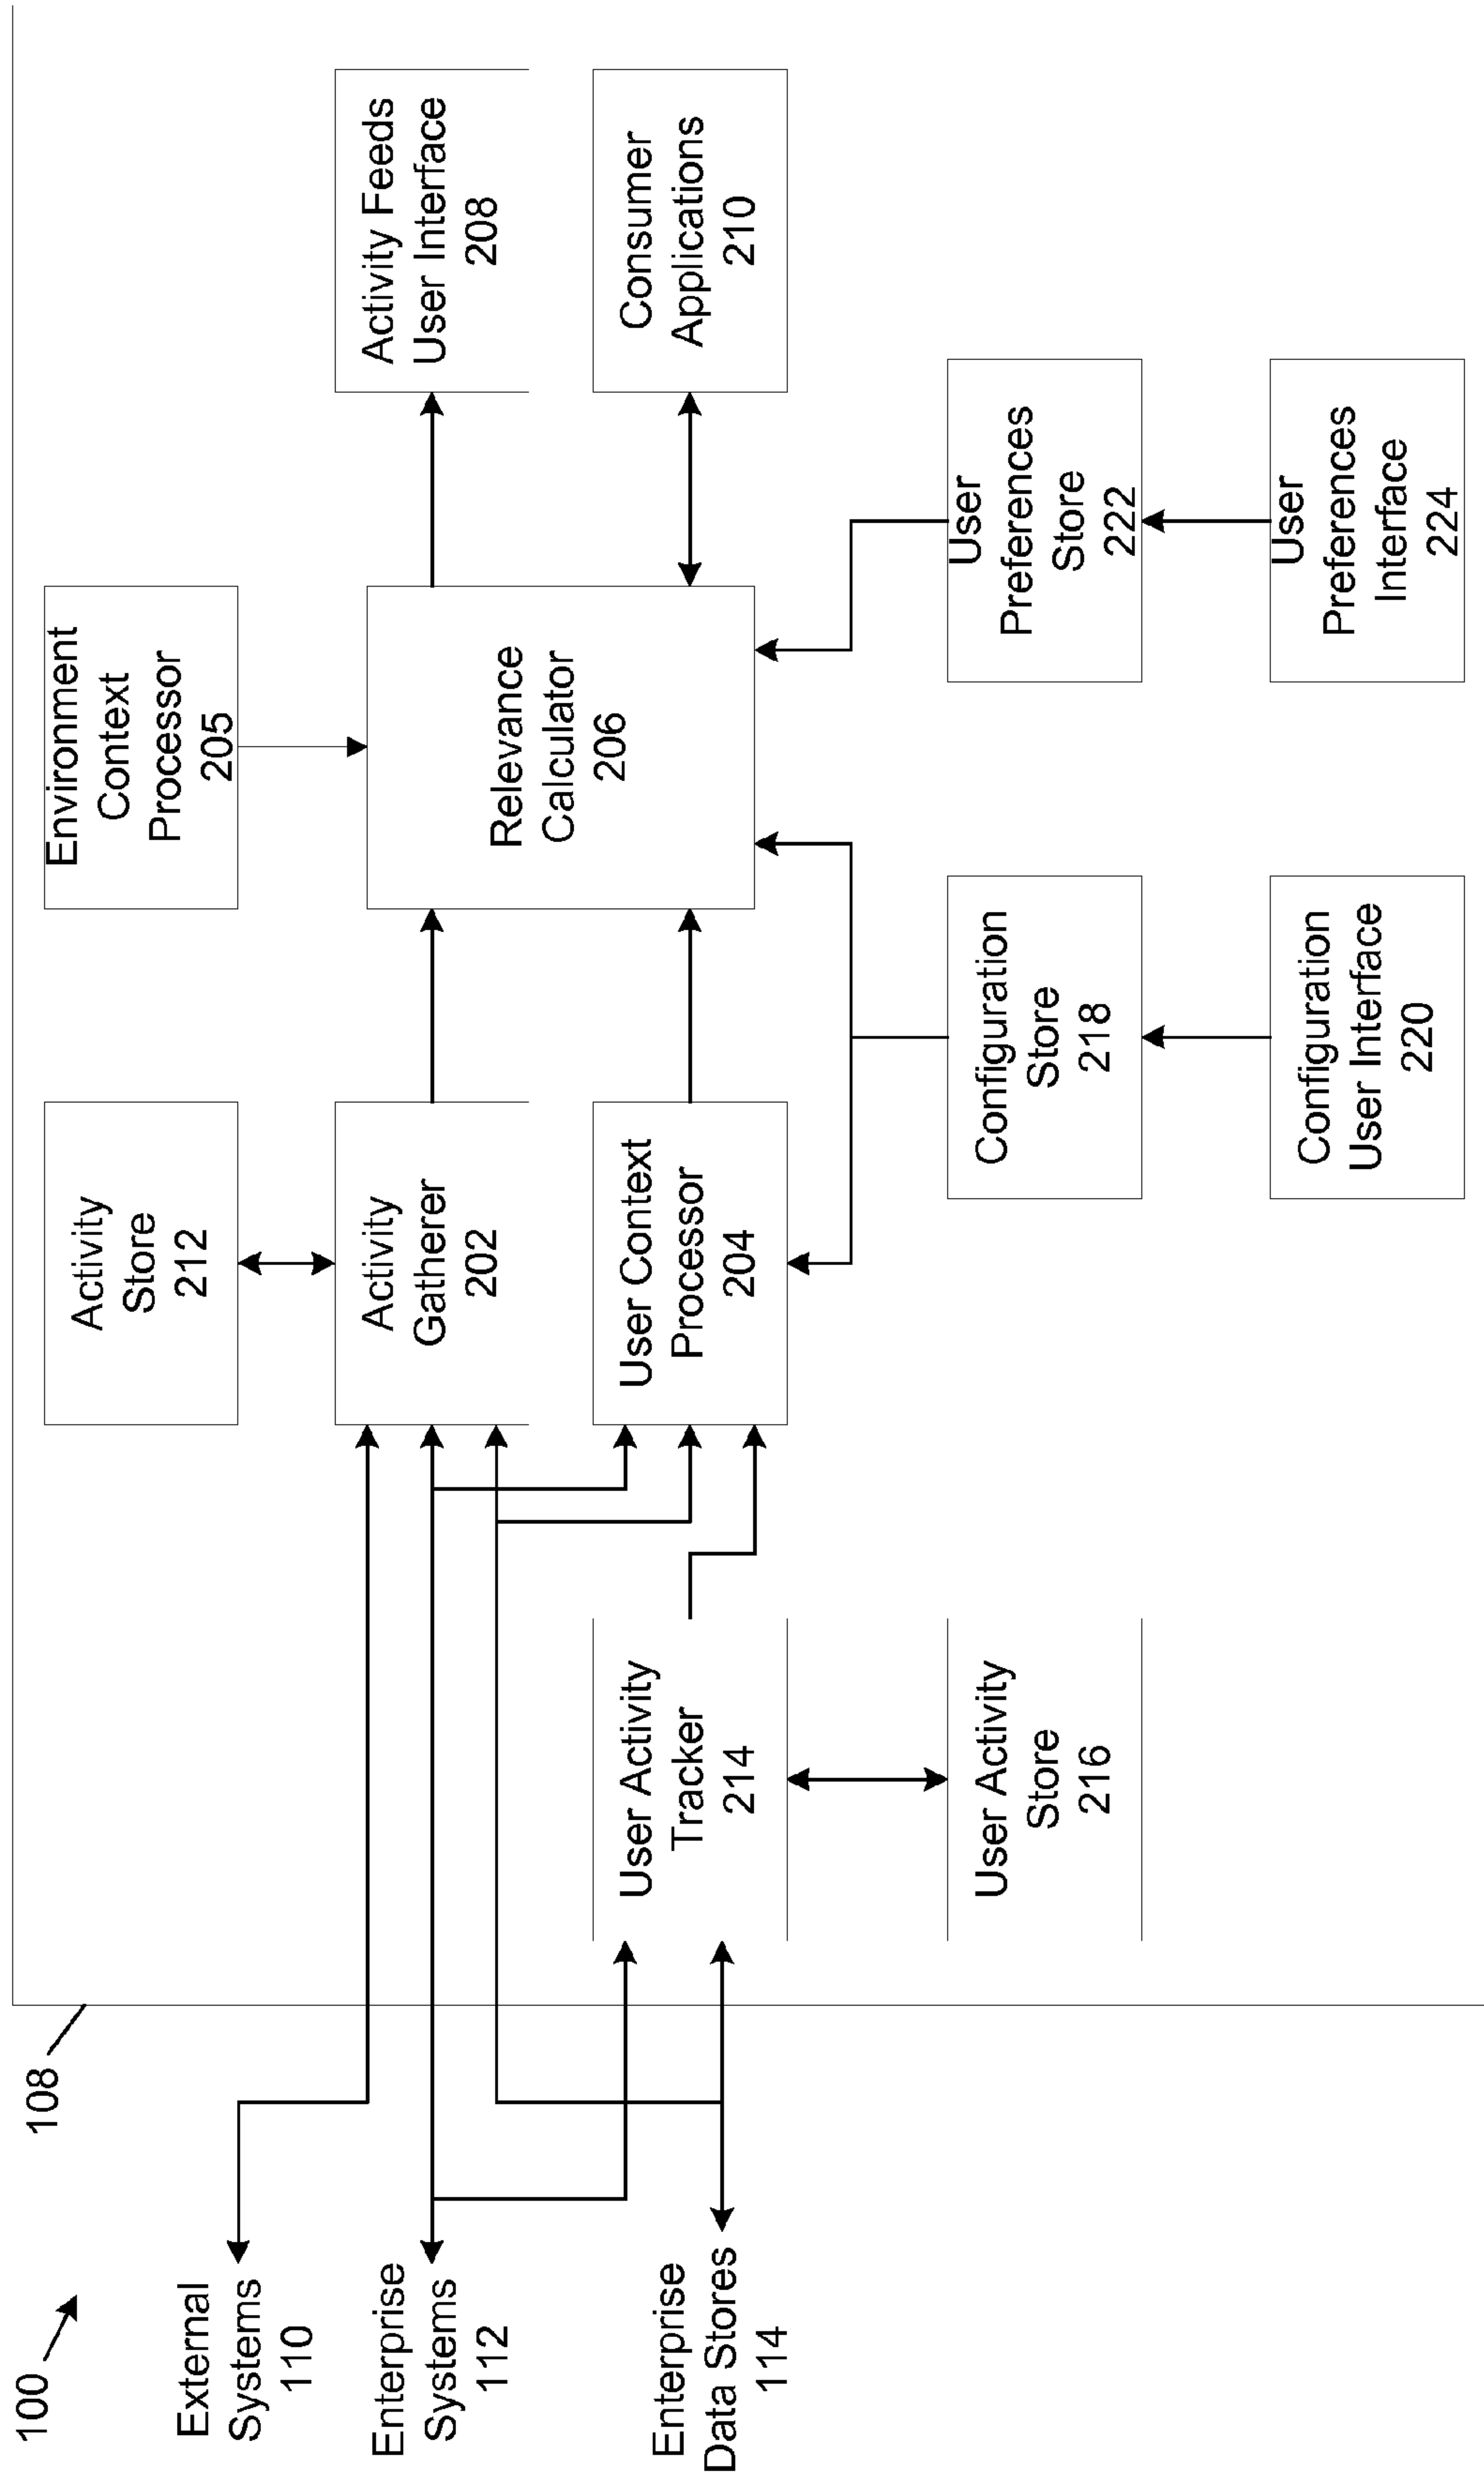 100
108
External
Systems
110
Enterprise
Systems
112
Enterprise
Data Stores
114
Activity
Store
212
Activity
Gatherer
202
User Context
Processor
204
User Activity
Tracker
214
User Activity
Store
216
Environment
Context
Processor
205
Relevance
Calculator
206
Configuration
Store
218
Configuration
User Interface
220
Activity Feeds
User Interface
208
Consumer
Applications
210
User
Preferences
Store
222
User
Preferences
Interface
224